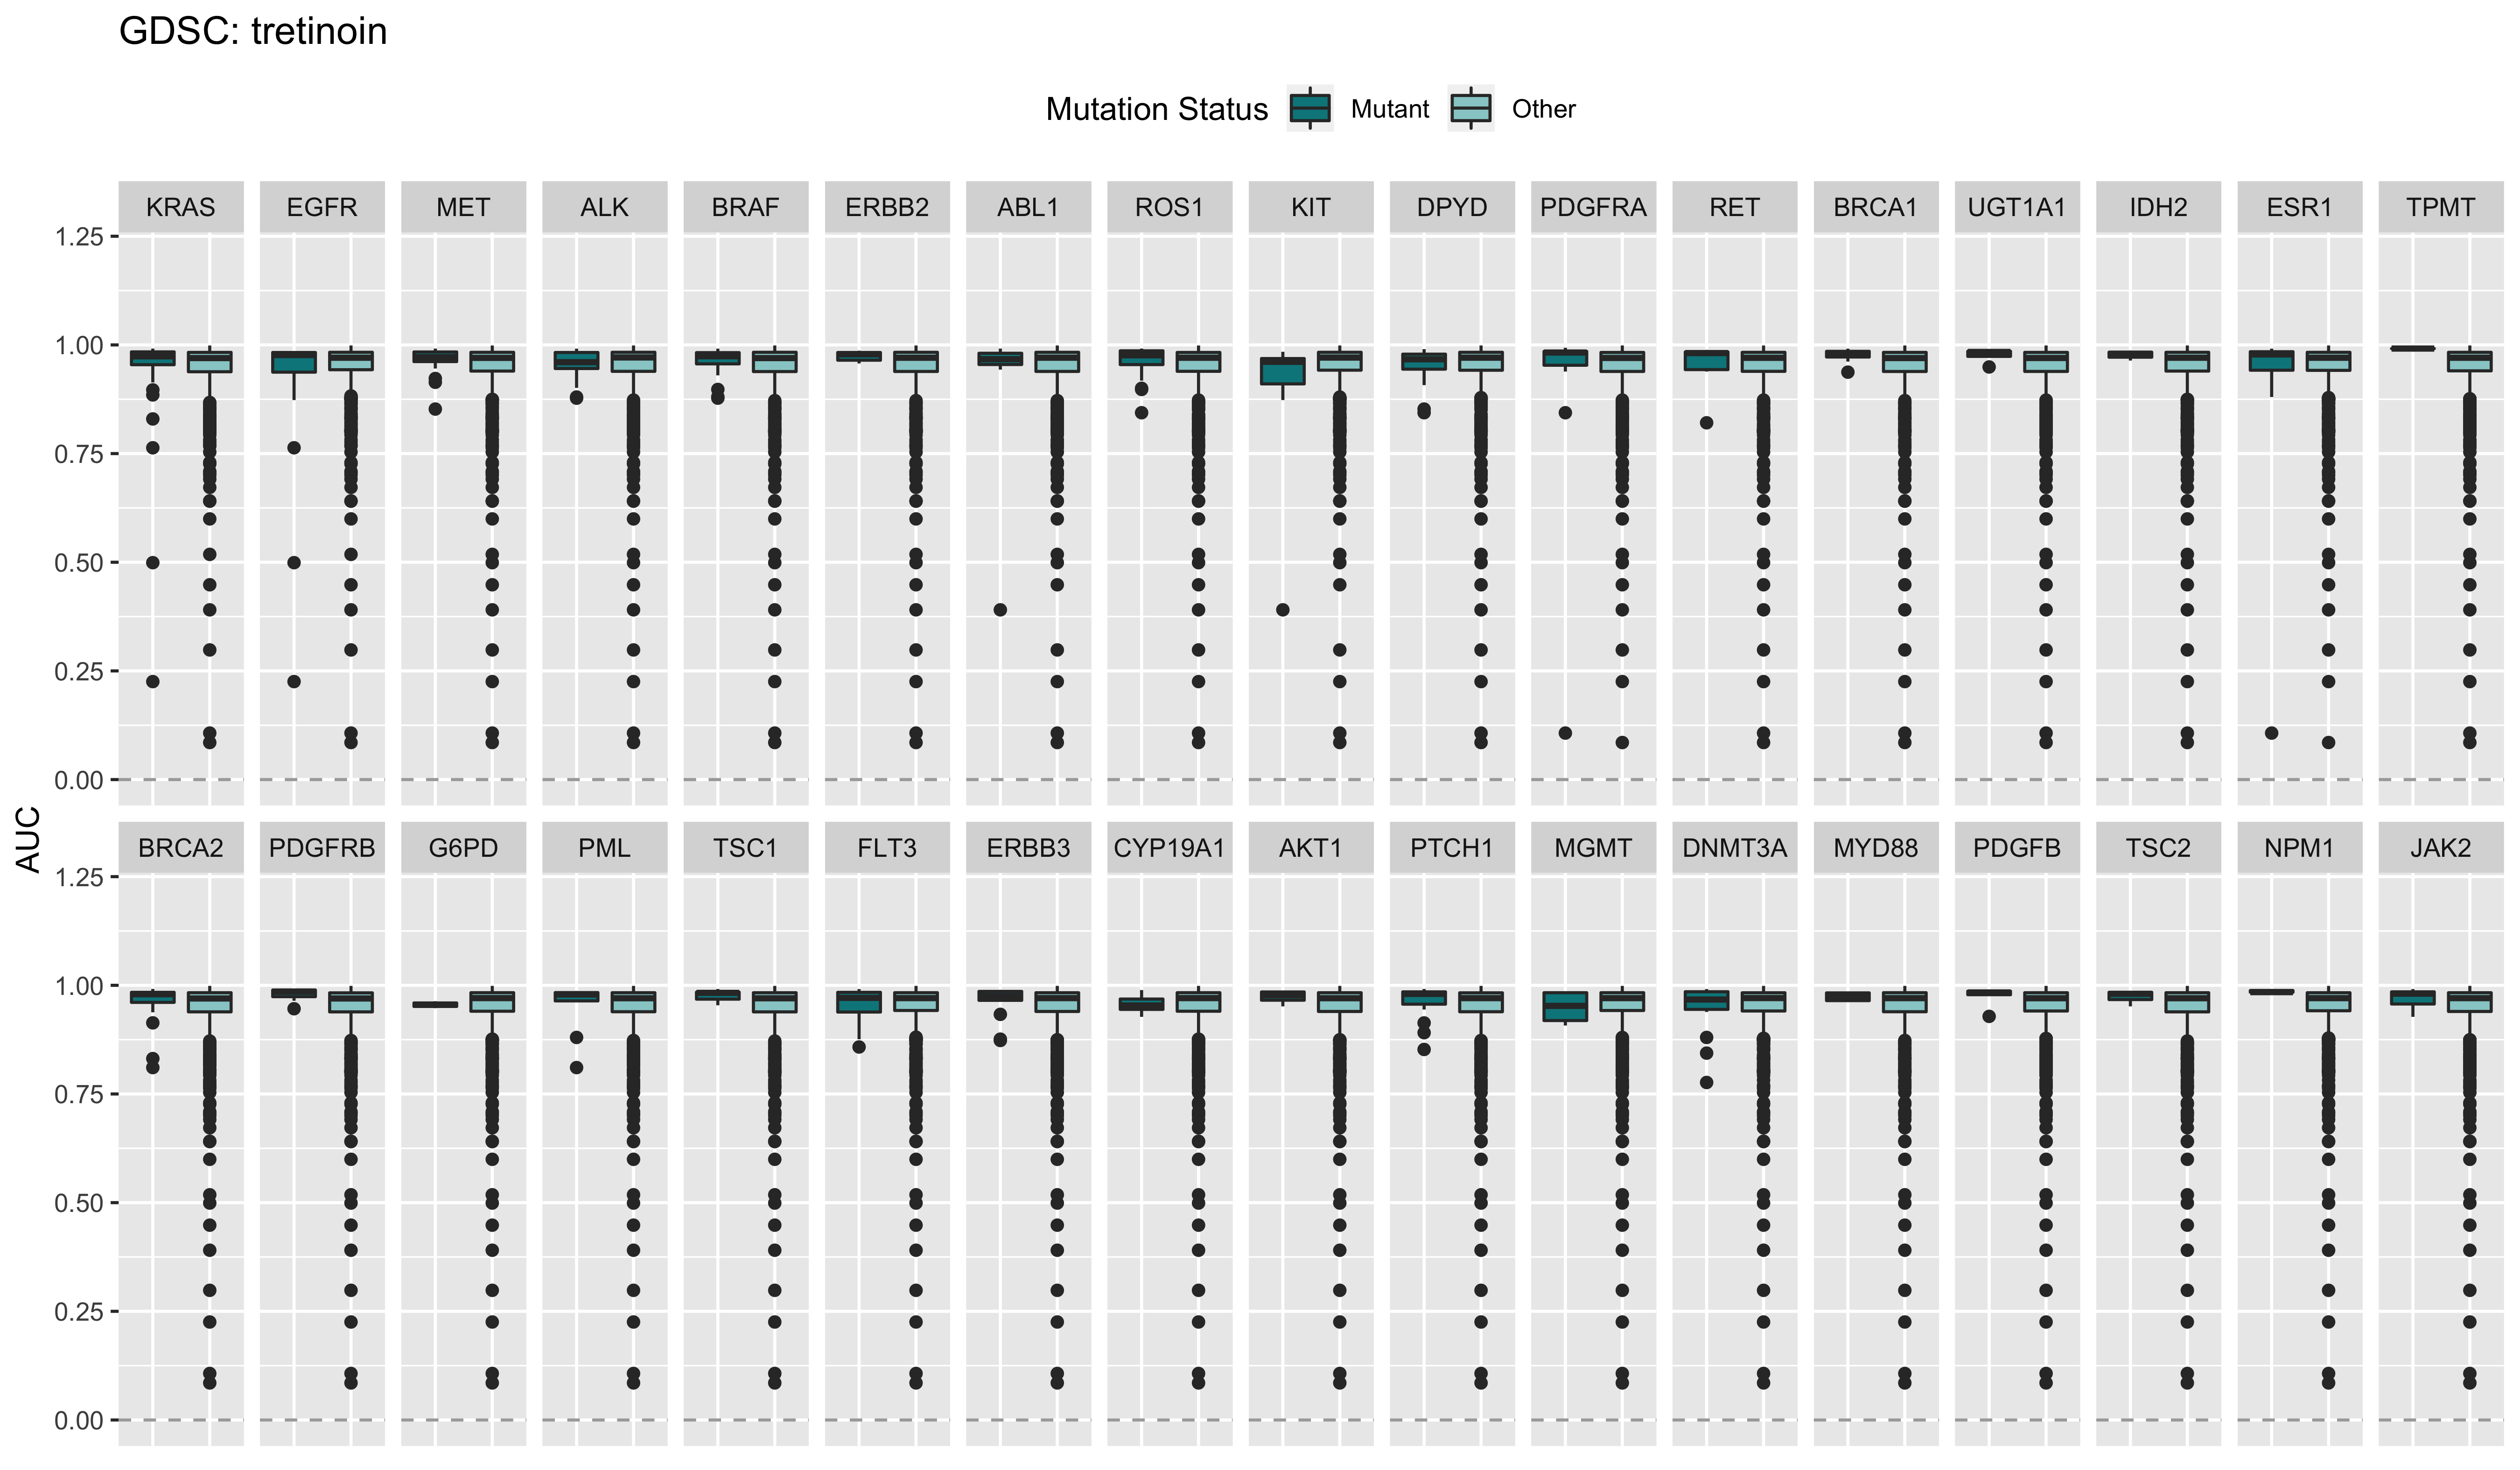 GDSC: tretinoin
Mutation Status Mutant Other
KRAS EGFR MET ALK BRAF ERBB2 ABL1 ROS1 KIT DPYD PDGFRA RET BRCA1 UGT1A1 IDH2 ESR1 TPMT
1.25
1.00
0.75
0.50
0.25
0.00
AUC
BRCA2 PDGFRB G6PD PML TSC1 FLT3 ERBB3 CYP19A1 AKT1 PTCH1 MGMT DNMT3A MYD88 PDGFB TSC2 NPM1 JAK2
1.25
1.00
0.75
0.50
0.25
0.00